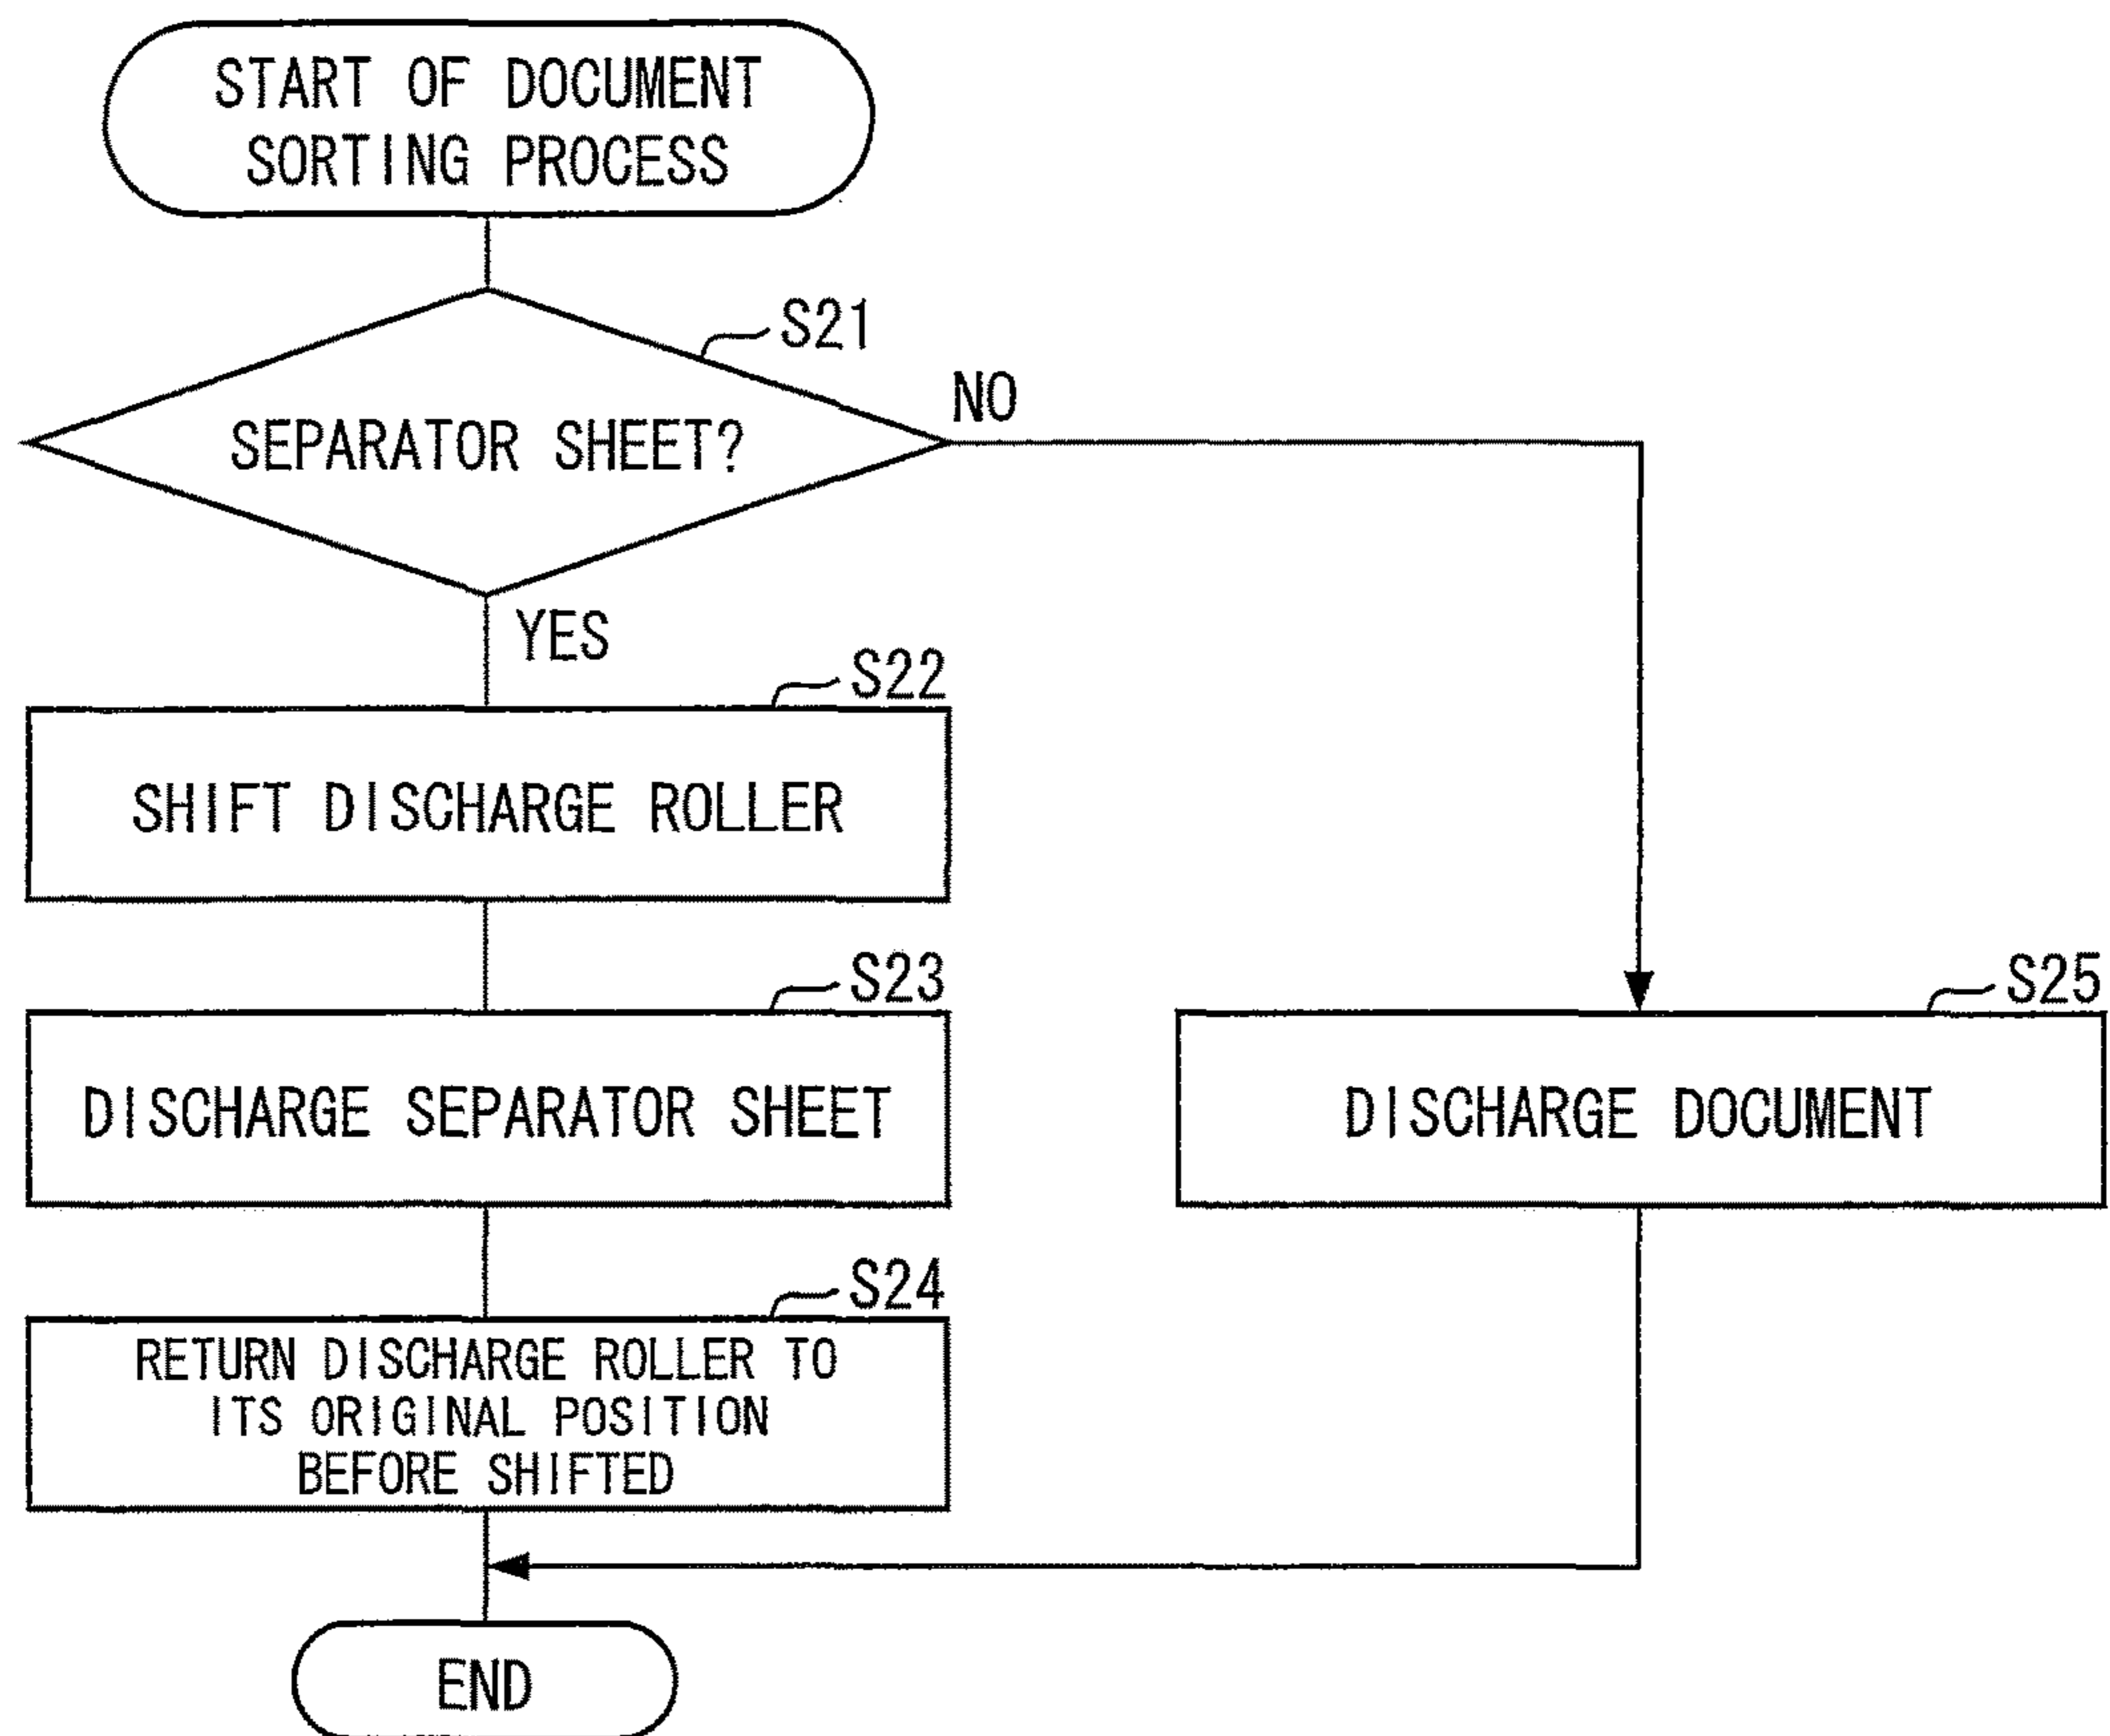 START OF DOCUMENT
SORTING PROCESS
S21
SEPARATOR SHEET?
NO
YES
S22
SHIFT DISCHARGE ROLLER
S23
DISCHARGE SEPARATOR SHEET
S25
DISCHARGE DOCUMENT
S24
RETURN DISCHARGE ROLLER TO
ITS ORIGINAL POSITION
BEFORE SHIFTED
END